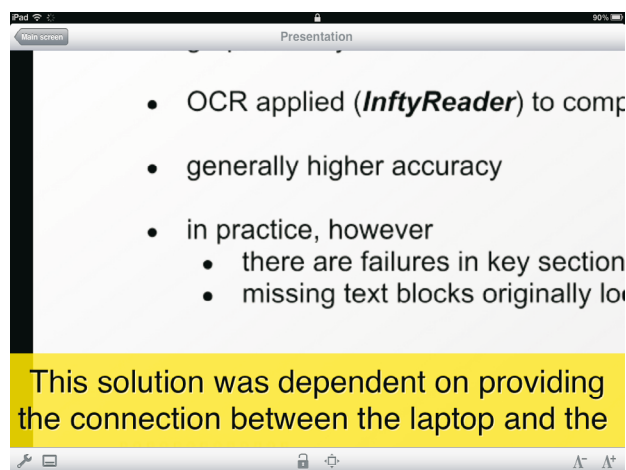 iPad
90%
Main screen
Presentation
• OCR applied (InftyReader) to comp
• generally higher accuracy
• in practice, however
• there are failures in key section
• missing text blocks originally loc
This solution was dependent on providing
the connection between the laptop and the
A- A+